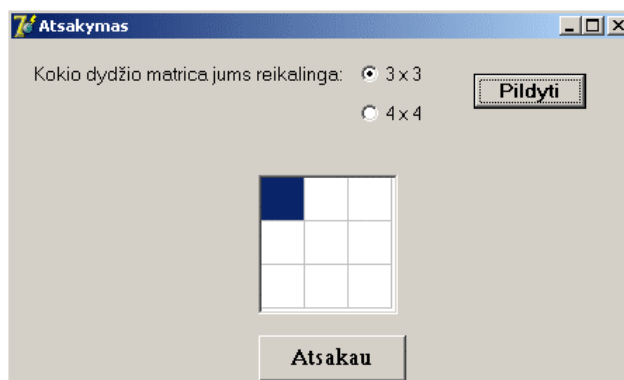 Atsakymas
Kokio dydžio matrica jums reikalinga: 3 x 3
4 x 4
Pildyti
Atsakau